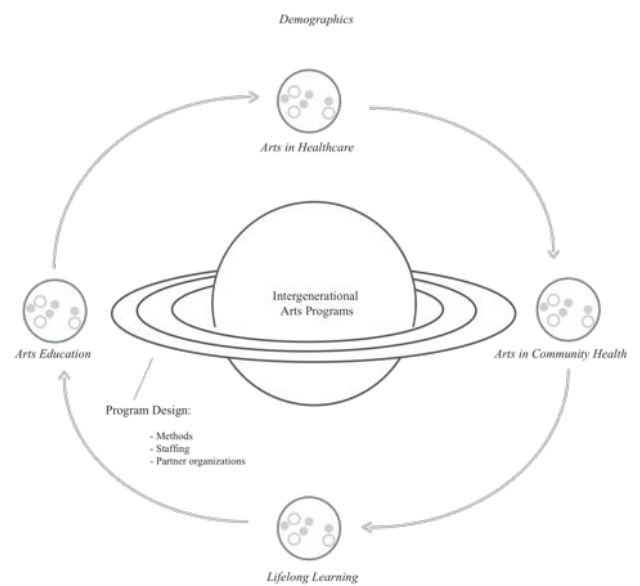 Demographics
Arts in Healthcare
Intergenerational
Arts Programs
Arts Education
Arts in Community Health
Program Design:
- Methods
- Staffing
- Partner organizations
Lifelong Learning